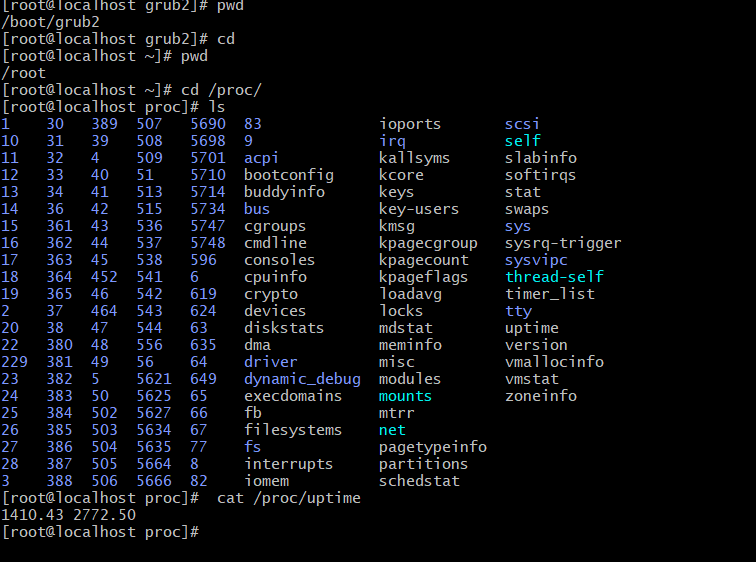 [root@localhost grub2]# pwd
/boot/grub2
[root@localhost grub2]# cd
[root@localhost ~]# pwd
/root
[root@localhost ~]# cd /proc/
[root@localhost proc]# ls
1    30   389  507   5690  83             ioports      scsi
10   31   39   508   5698  9              irq          self
11   32   4    509   5701  acpi           kallsyms     slabinfo
12   33   40   51    5710  bootconfig     kcore        softirqs
13   34   41   513   5714  buddyinfo      keys         stat
14   36   42   515   5734  bus            key-users    swaps
15   361  43   536   5747  cgroups        kmsg         sys
16   362  44   537   5748  cmdline        kpagecgroup  sysrq-trigger
17   363  45   538   596   consoles       kpagecount   sysvipc
18   364  452  541   6     cpuinfo        kpageflags   thread-self
19   365  46   542   619   crypto         loadavg      timer_list
2    37   464  543   624   devices        locks        tty
20   38   47   544   63    diskstats      mdstat       uptime
22   380  48   556   635   dma            meminfo      version
229  381  49   56    64    driver         misc         vmallocinfo
23   382  5    5621  649   dynamic_debug  modules      vmstat
24   383  50   5625  65    execdomains    mounts       zoneinfo
25   384  502  5627  66    fb             mtrr
26   385  503  5634  67    filesystems    net
27   386  504  5635  77    fs             pagetypeinfo
28   387  505  5664  8     interrupts     partitions
3    388  506  5666  82    iomem          schedstat
[root@localhost proc]#  cat /proc/uptime
1410.43 2772.50
[root@localhost proc]#